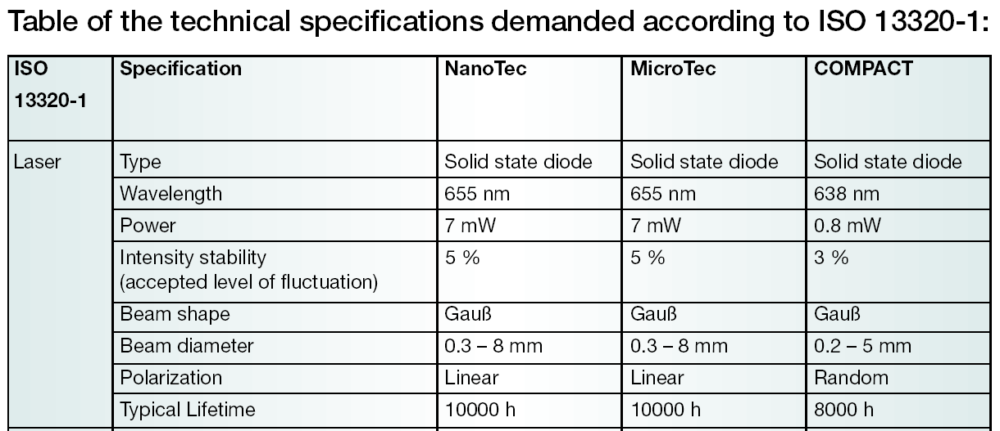 Table of the technical specifications demanded according to ISO 13320-1:
ISO 13320-1 Specification NanoTec MicroTec COMPACT
Laser Type Solid state diode Solid state diode Solid state diode
Wavelength 655 nm 655 nm 638 nm
Power 7 mW 7 mW 0.8 mW
Intensity stability 5 % 5 % 3 %
(accepted level of fluctuation)
Beam shape Gauß Gauß Gauß
Beam diameter 0.3 – 8 mm 0.3 – 8 mm 0.2 – 5 mm
Polarization Linear Linear Random
Typical Lifetime 10000 h 10000 h 8000 h